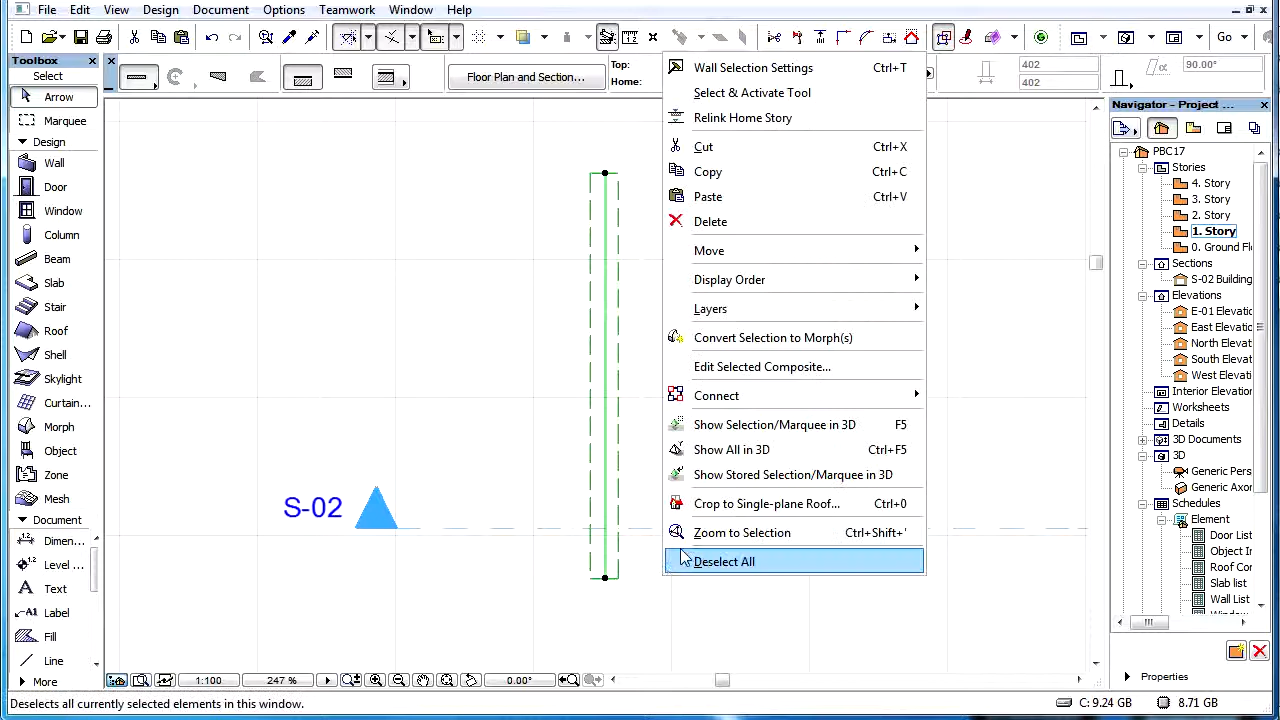 File Edit View Design Document Options Teamwork Window Help
Go
Toolbox
Select
Arrow
Marquee
Design
Wall
Door
Window
Column
Beam
Slab
Stair
Roof
Shell
Skylight
Curtain...
Morph
Object
Zone
Mesh
Document
Dimen...
Level ...
Text
Label
Fill
Line
More
Floor Plan and Section...
Top:
Home:
402
402
90.00°
S-02
Wall Selection Settings Ctrl+T
Select & Activate Tool
Relink Home Story
Cut Ctrl+X
Copy Ctrl+C
Paste Ctrl+V
Delete
Move
Display Order
Layers
Convert Selection to Morph(s)
Edit Selected Composite...
Connect
Show Selection/Marquee in 3D F5
Show All in 3D Ctrl+F5
Show Stored Selection/Marquee in 3D
Crop to Single-plane Roof... Ctrl+0
Zoom to Selection Ctrl+Shift+'
Deselect All
Navigator - Project ...
PBC17
Stories
4. Story
3. Story
2. Story
1. Story
0. Ground Fl
Sections
S-02 Building
Elevations
E-01 Elevatio
East Elevatio
North Elevat
South Elevat
West Elevat
Interior Elevation
Worksheets
Details
3D Documents
3D
Generic Pers
Generic Axor
Schedules
Element
Door List
Object In
Roof Con
Slab list
Wall List
Properties
1:100 247 % 0.00°
Deselects all currently selected elements in this window.
C: 9.24 GB 8.71 GB